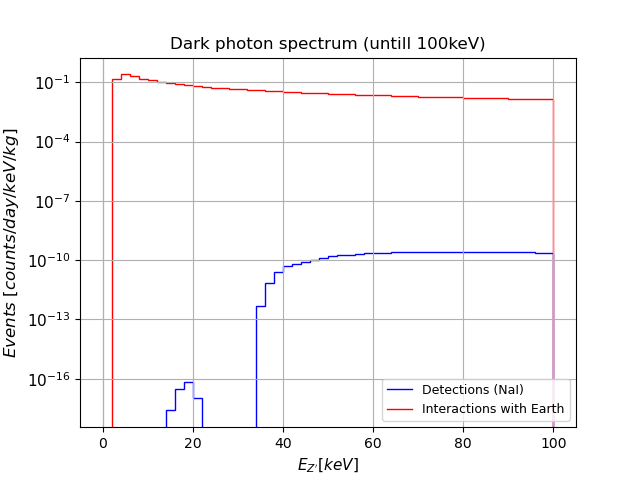 Dark photon spectrum (untill 100keV)
Events [counts/day/keV/kg]
10⁻¹
10⁻⁴
10⁻⁷
10⁻¹⁰
10⁻¹³
10⁻¹⁶
Detections (NaI)
Interactions with Earth
0 20 40 60 80 100
E_{Z'}[keV]